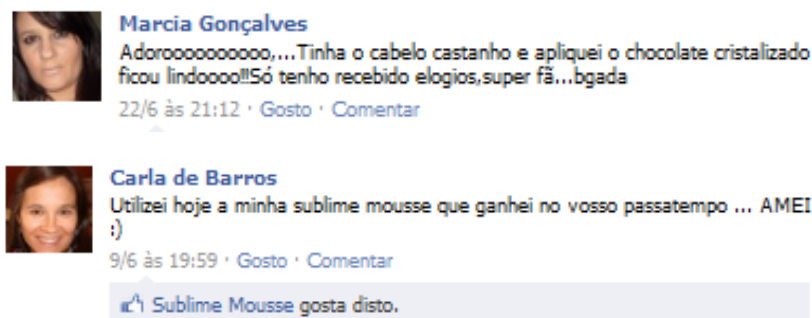 Marcia Gonçalves
Adoroooooooooo,...Tinha o cabelo castanho e apliquei o chocolate cristalizado
ficou lindoooo!!!Só tenho recebido elogios,super fã...bgada
22/6 às 21:12 · Gosto · Comentar
Carla de Barros
Utilizei hoje a minha sublime mousse que ganhei no vosso passatempo ... AMEI
:)
9/6 às 19:59 · Gosto · Comentar
Sublime Mousse gosta disto.